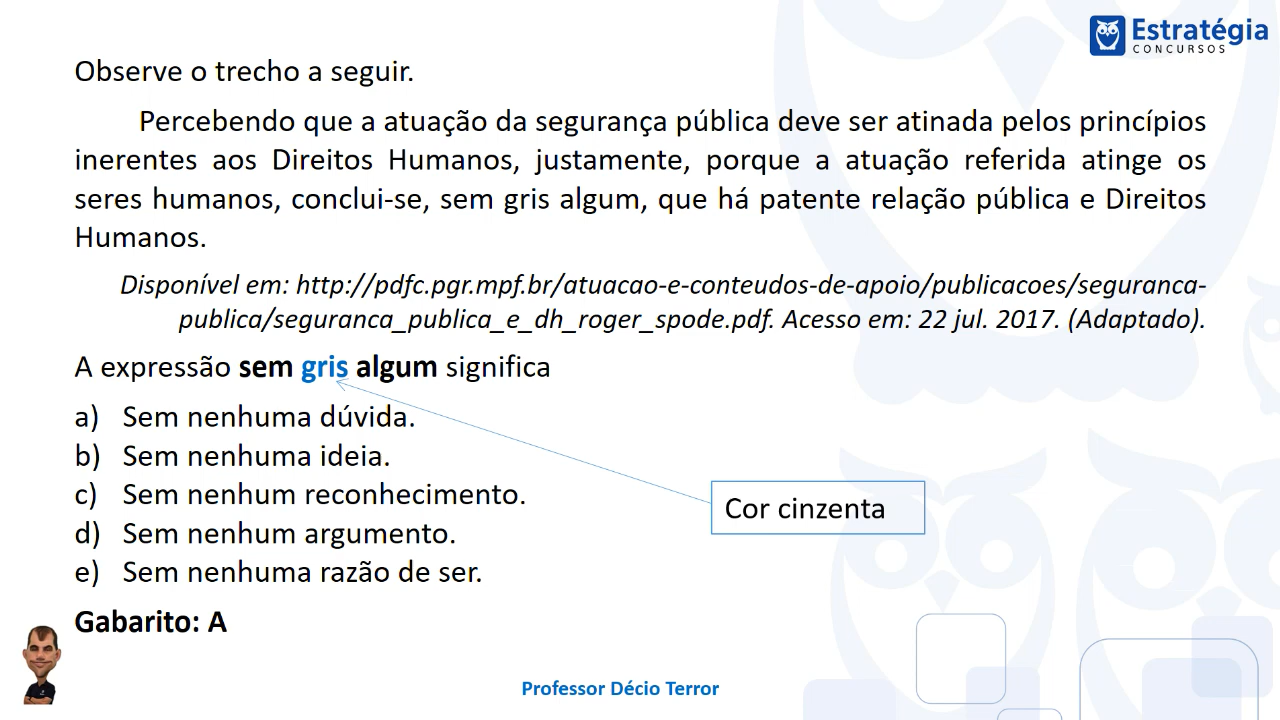 Estratégia
CONCURSOS
Observe o trecho a seguir.
Percebendo que a atuação da segurança pública deve ser atinada pelos princípios
inerentes aos Direitos Humanos, justamente, porque a atuação referida atinge os
seres humanos, conclui-se, sem gris algum, que há patente relação pública e Direitos
Humanos.
Disponível em: http://pdfc.pgr.mpf.br/atuacao-e-conteudos-de-apoio/publicacoes/seguranca-
publica/seguranca_publica_e_dh_roger_spode.pdf. Acesso em: 22 jul. 2017. (Adaptado).
A expressão sem gris algum significa
a) Sem nenhuma dúvida.
b) Sem nenhuma ideia.
c) Sem nenhum reconhecimento.
d) Sem nenhum argumento.
e) Sem nenhuma razão de ser.
Cor cinzenta
Gabarito: A
Professor Décio Terror